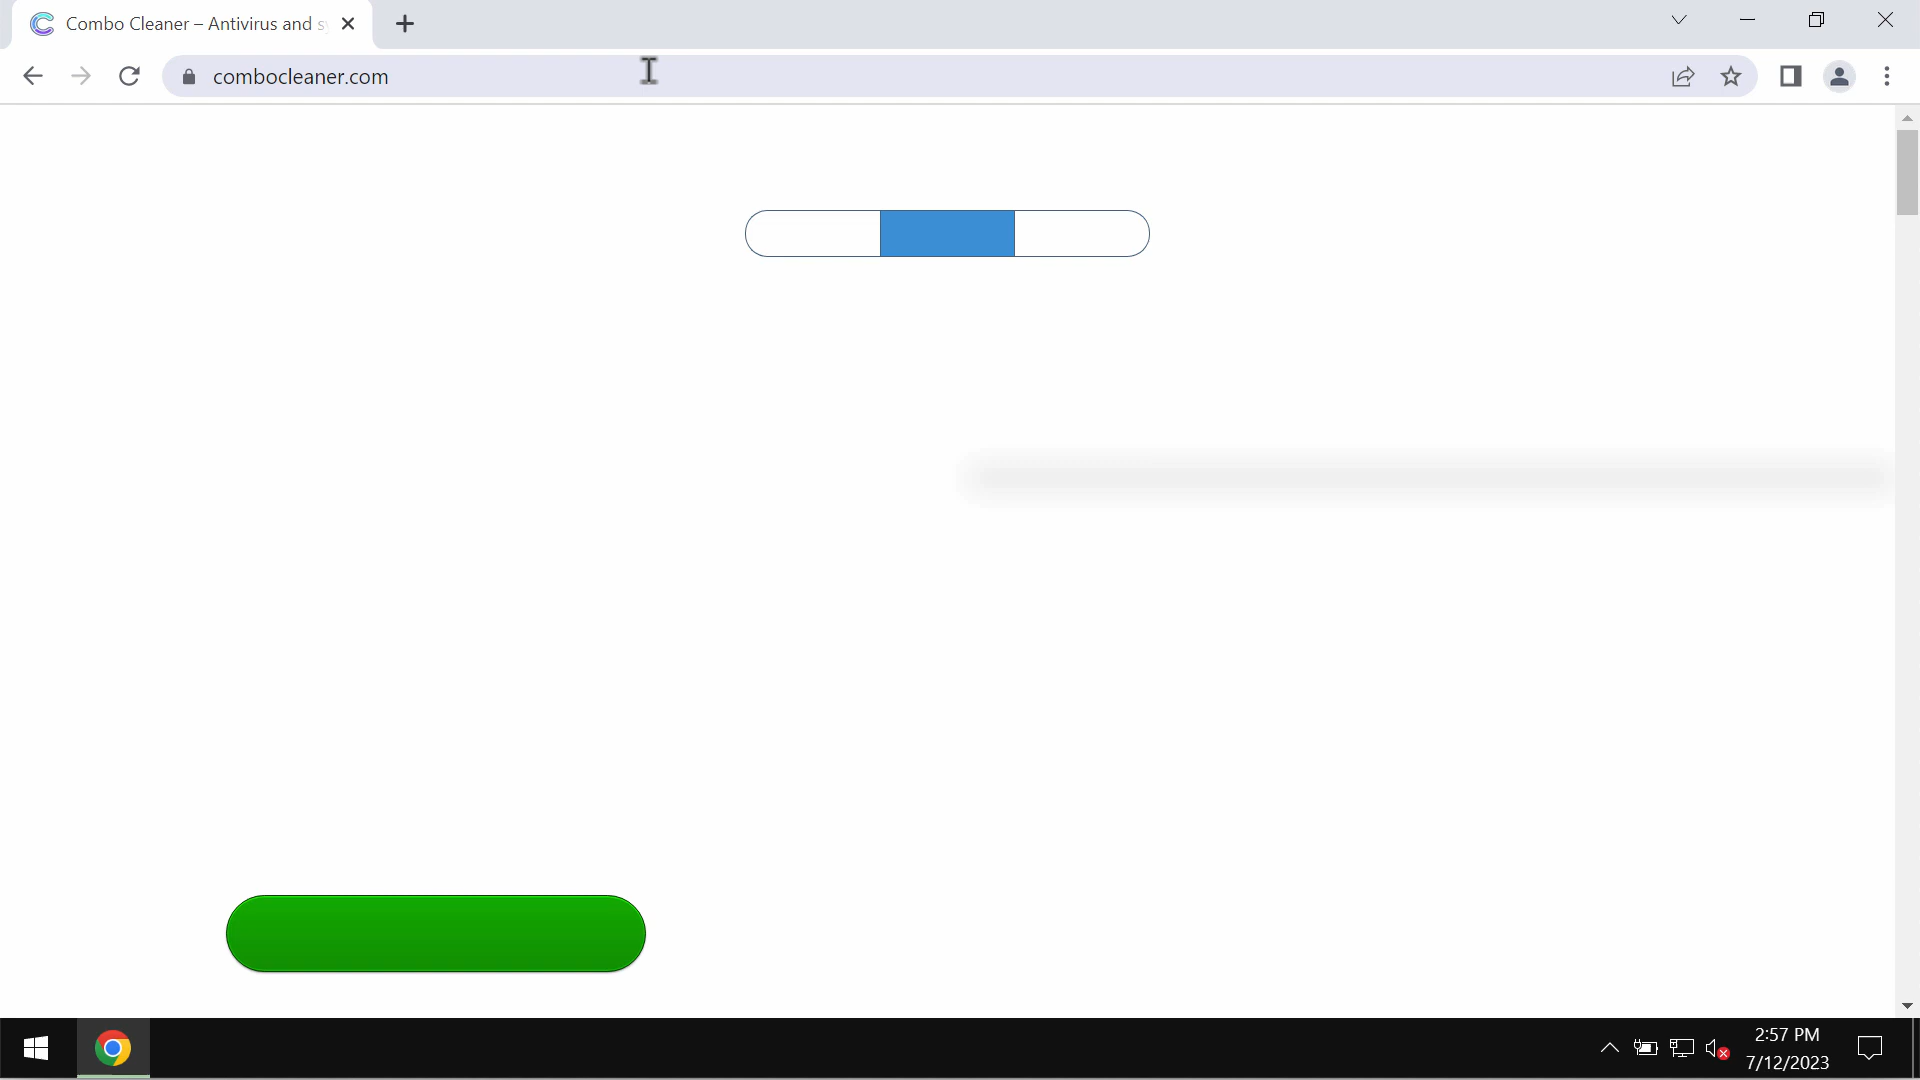 Combo Cleaner – Antivirus and s
combocleaner.com
2:57 PM
7/12/2023